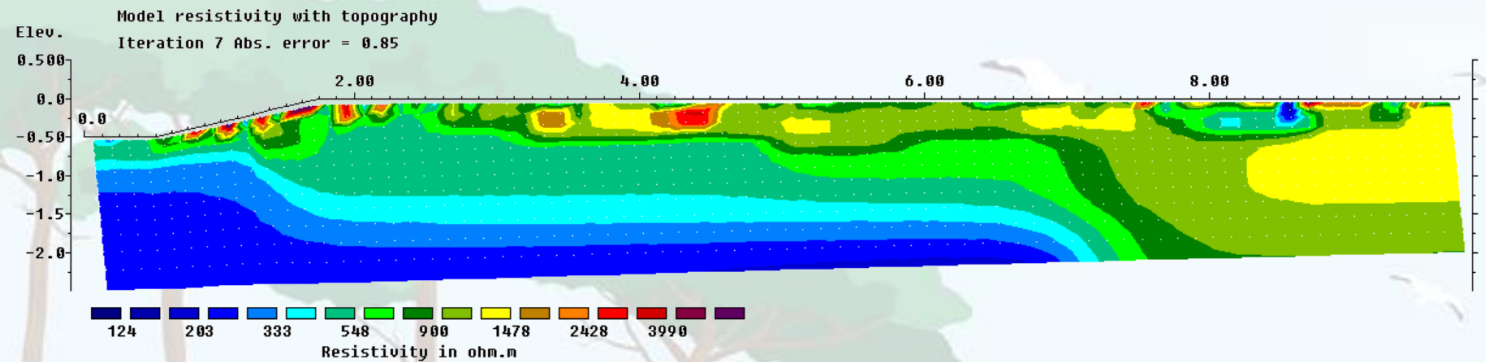 Model resistivity with topography
Elev.
Iteration 7 Abs. error = 0.85
0.500
2.00 4.00 6.00 8.00
0.0
0.0
-0.50
-1.0
-1.5
-2.0
124 203 333 548 900 1478 2428 3990
Resistivity in ohm.m